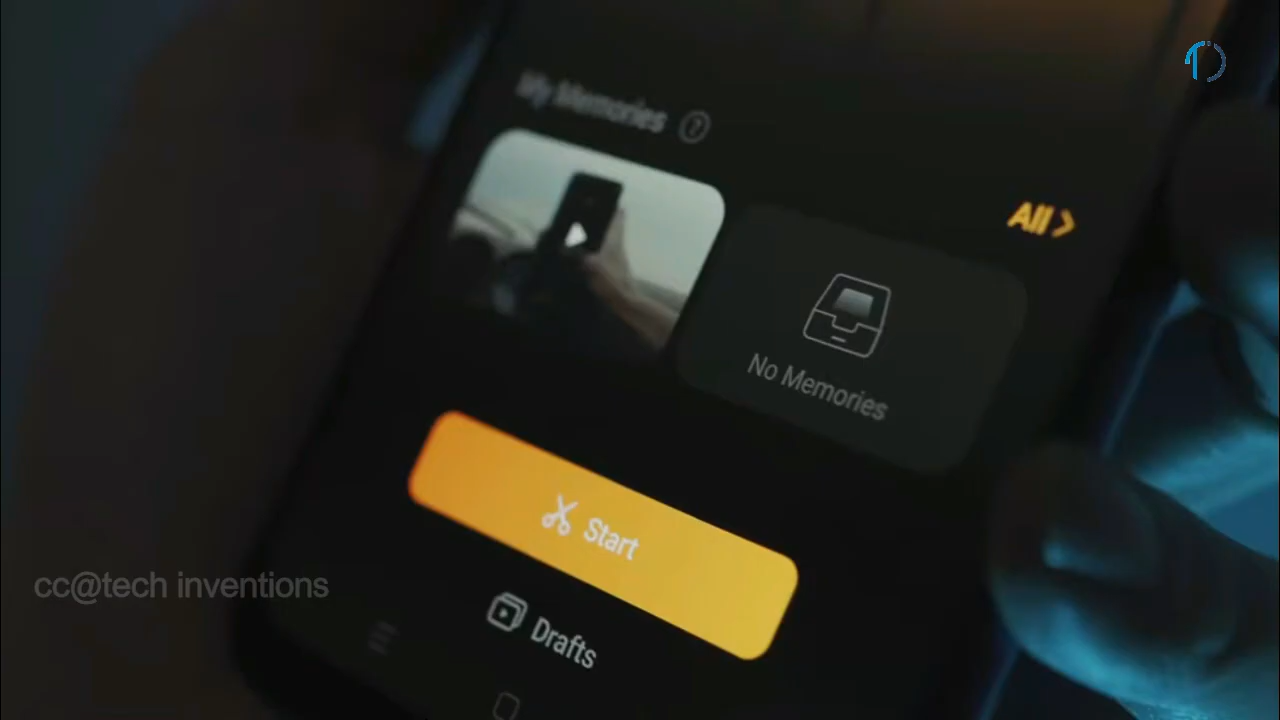 My Memories ?
All >
No Memories
Start
Drafts
cc@tech inventions